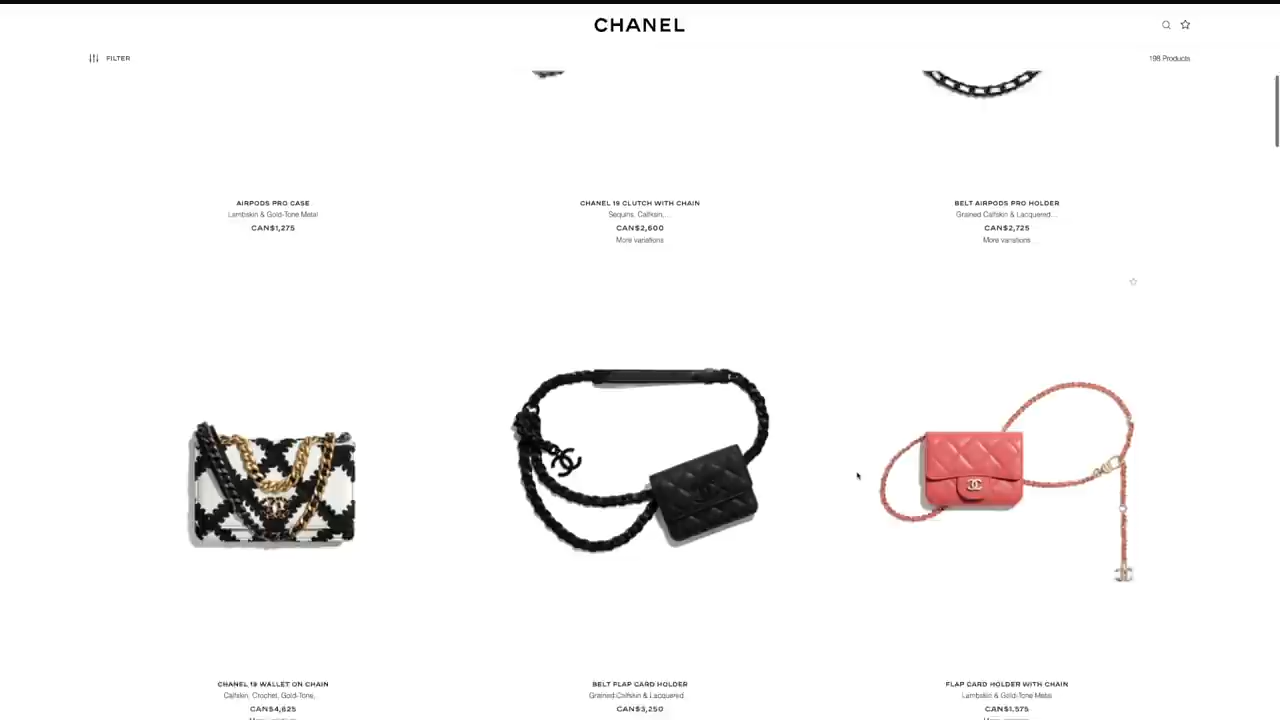 CHANEL
FILTER
198 Products
AIRPODS PRO CASE
Lambskin & Gold-Tone Metal
CAN$1,275
CHANEL 19 CLUTCH WITH CHAIN
Sequins, Calfskin,...
CAN$2,600
More variations
BELT AIRPODS PRO HOLDER
Grained Calfskin & Lacquered...
CAN$2,725
More variations
CHANEL 19 WALLET ON CHAIN
Calfskin, Crochet, Gold-Tone,
CAN$4,625
BELT FLAP CARD HOLDER
Grained Calfskin & Lacquered
CAN$3,250
FLAP CARD HOLDER WITH CHAIN
Lambskin & Gold-Tone Metal
CAN$1,575